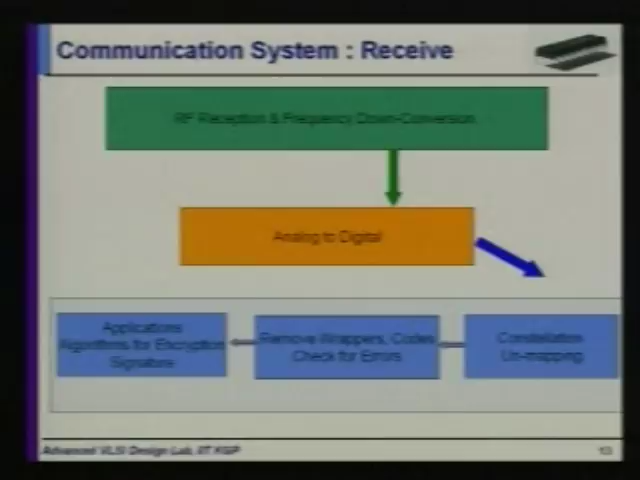 Communication System : Receive
RF Reception & Frequency Down-Conversion
Analog to Digital
Applications
Algorithms for Encryption
Signature
Remove Wrappers, Codes
Check for Errors
Constellation
Un-mapping
Advanced VLSI Design Lab, IIT KGP
13